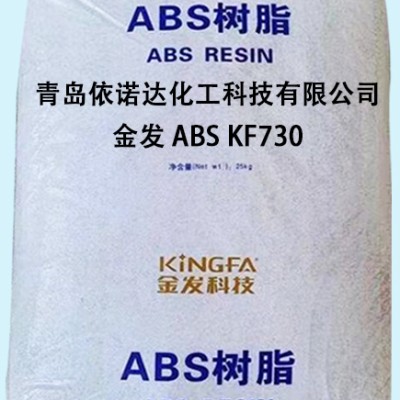 ABS树脂
ABS RESIN
青岛依诺达化工科技有限公司
金发 ABS KF730
净含量(Net wt), 25kg
KINGFA
金发科技
ABS树脂